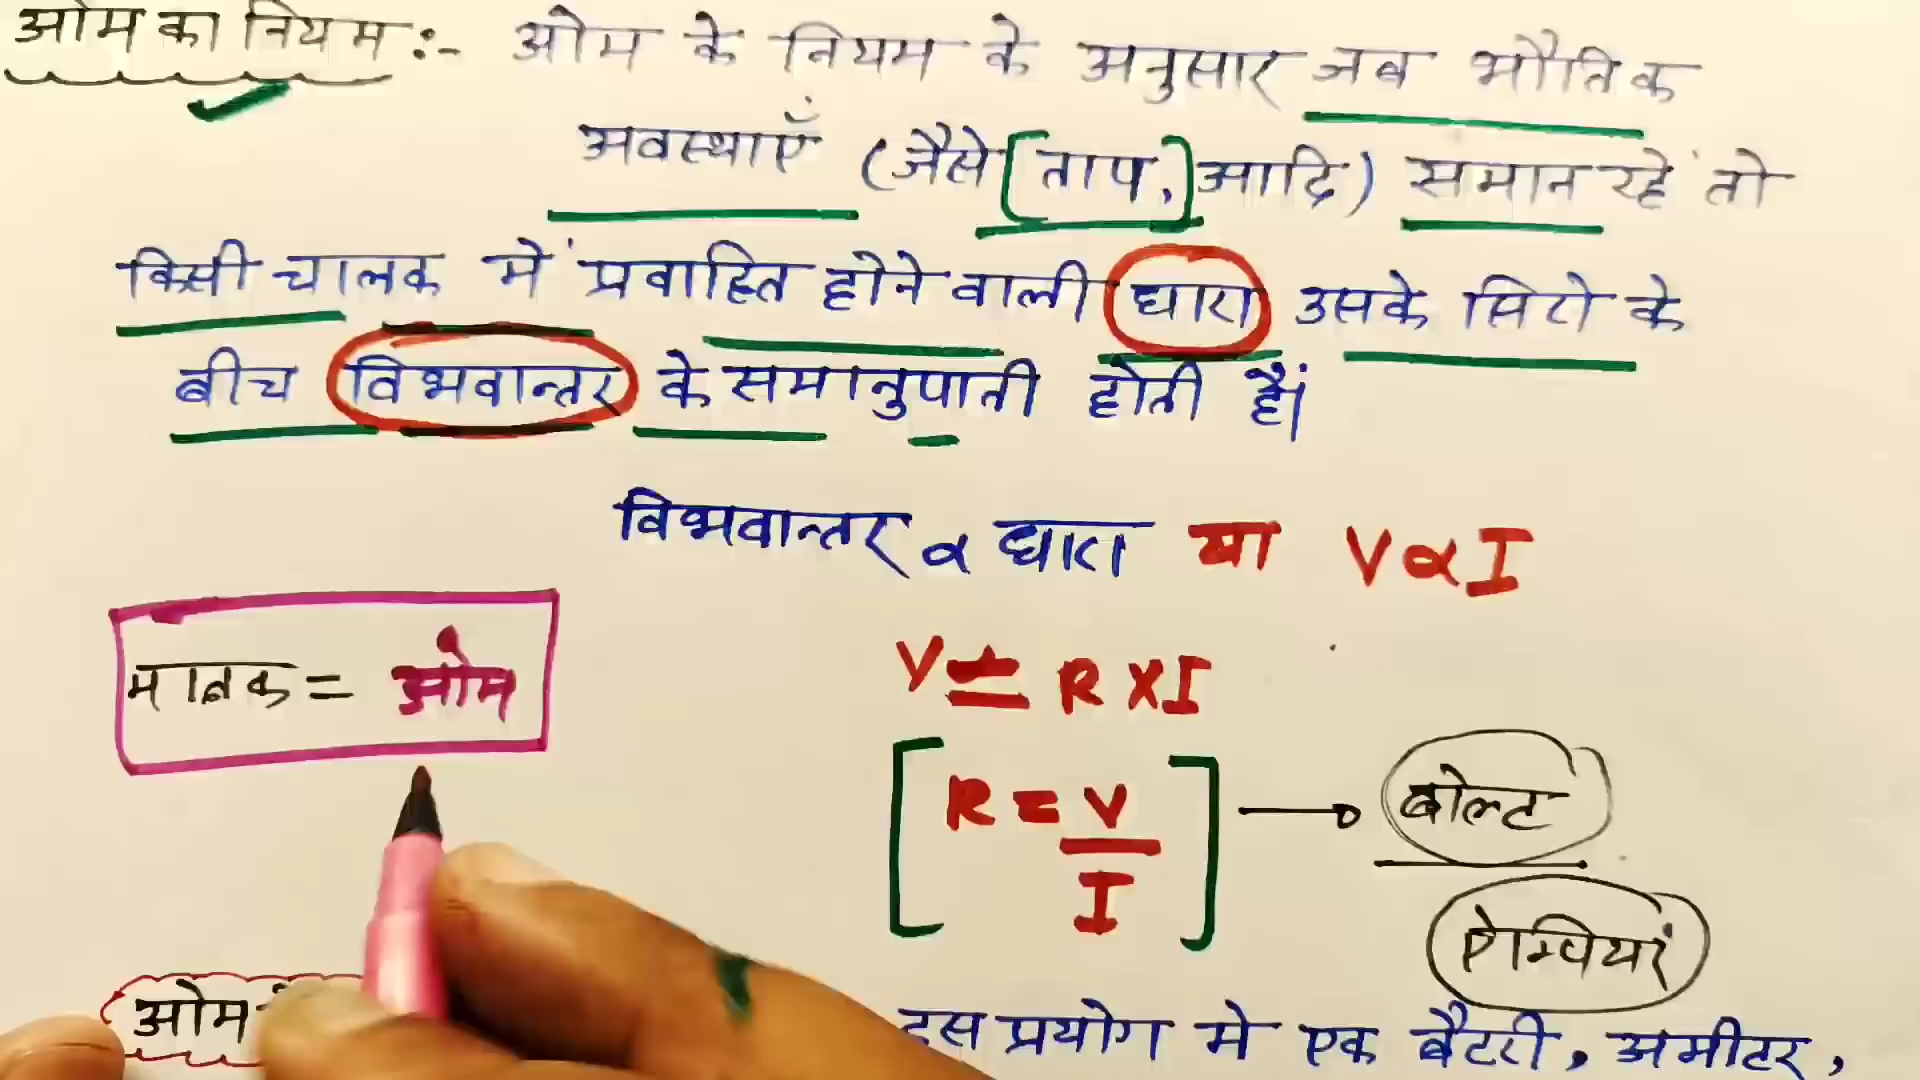 ओम का नियम :- ओम के नियम के अनुसार जब भौतिक
अवस्थाएँ (जैसे [ताप,] आदि) समान रहें तो
किसी चालक में प्रवाहित होने वाली धारा उसके सिरो के
बीच विभवान्तर के समानुपाती होती हैं।
विभवान्तर ∝ धारा या V∝I
V = R X I
मात्रक = ओम
[R = V/I] → वोल्ट
ऐम्पियर
ओम
इस प्रयोग मे एक बैटरी, अमीटर,